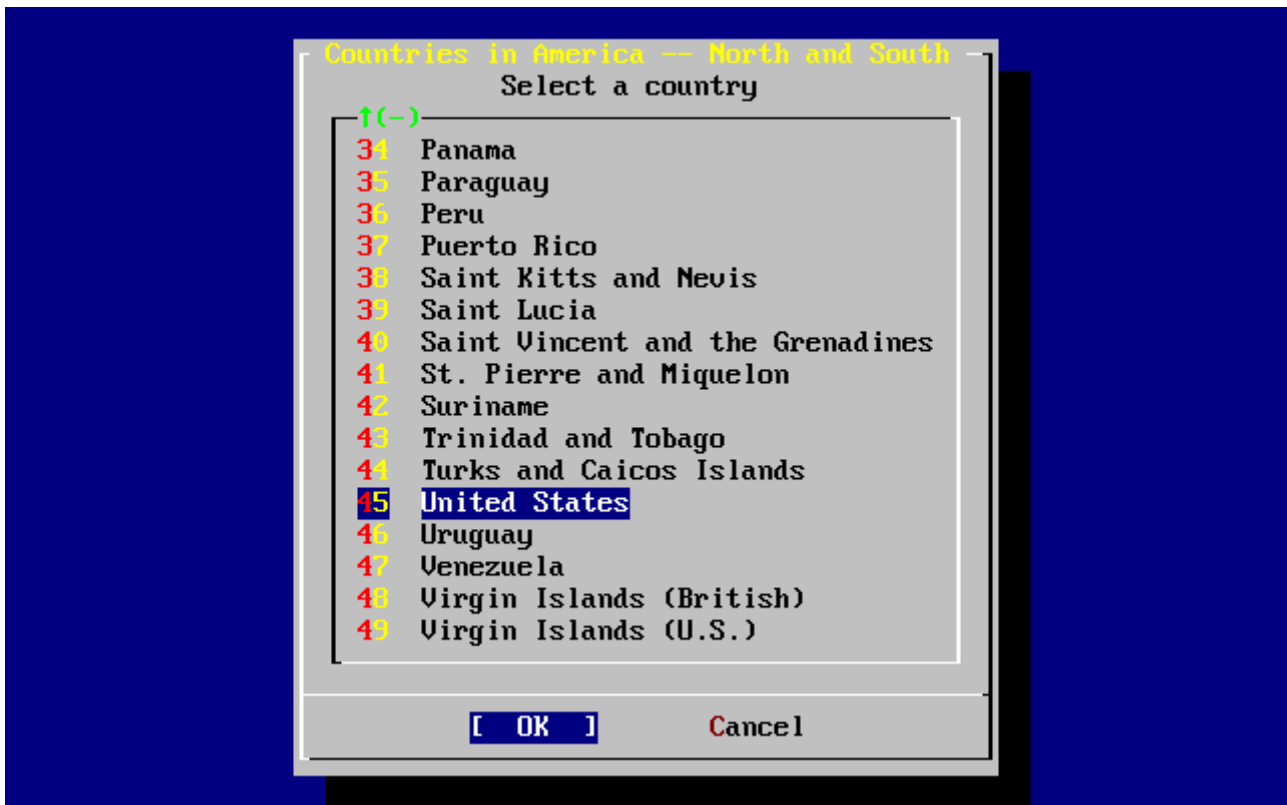 Countries in America -- North and South
Select a country
↑(-)
34 Panama
35 Paraguay
36 Peru
37 Puerto Rico
38 Saint Kitts and Nevis
39 Saint Lucia
40 Saint Vincent and the Grenadines
41 St. Pierre and Miquelon
42 Suriname
43 Trinidad and Tobago
44 Turks and Caicos Islands
45 United States
46 Uruguay
47 Venezuela
48 Virgin Islands (British)
49 Virgin Islands (U.S.)
[ OK ] Cancel